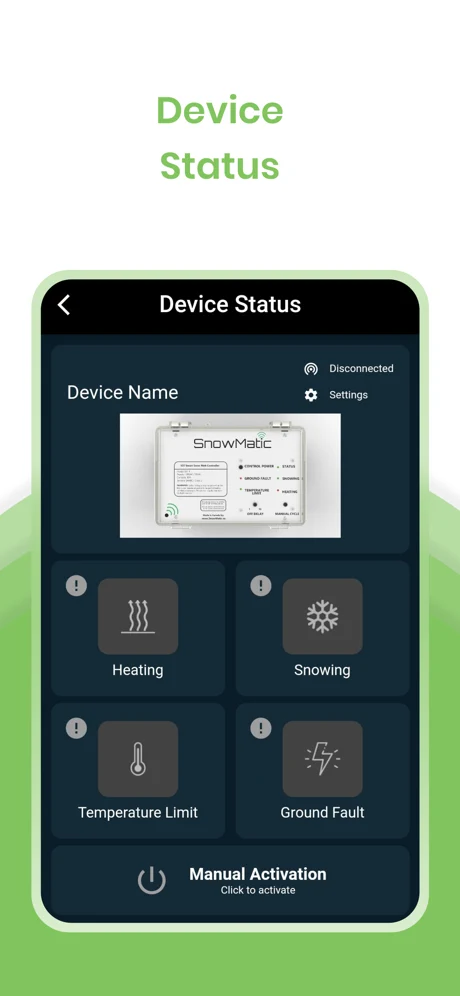 Device
Status
Device Status
Disconnected
Device Name
Settings
SnowMatic
CONTROL POWER
STATUS
GROUND FAULT
SNOWING
TEMPERATURE
LIMIT
HEATING
OFF DELAY
MANUAL CYCLE
Heating
Snowing
Temperature Limit
Ground Fault
Manual Activation
Click to activate